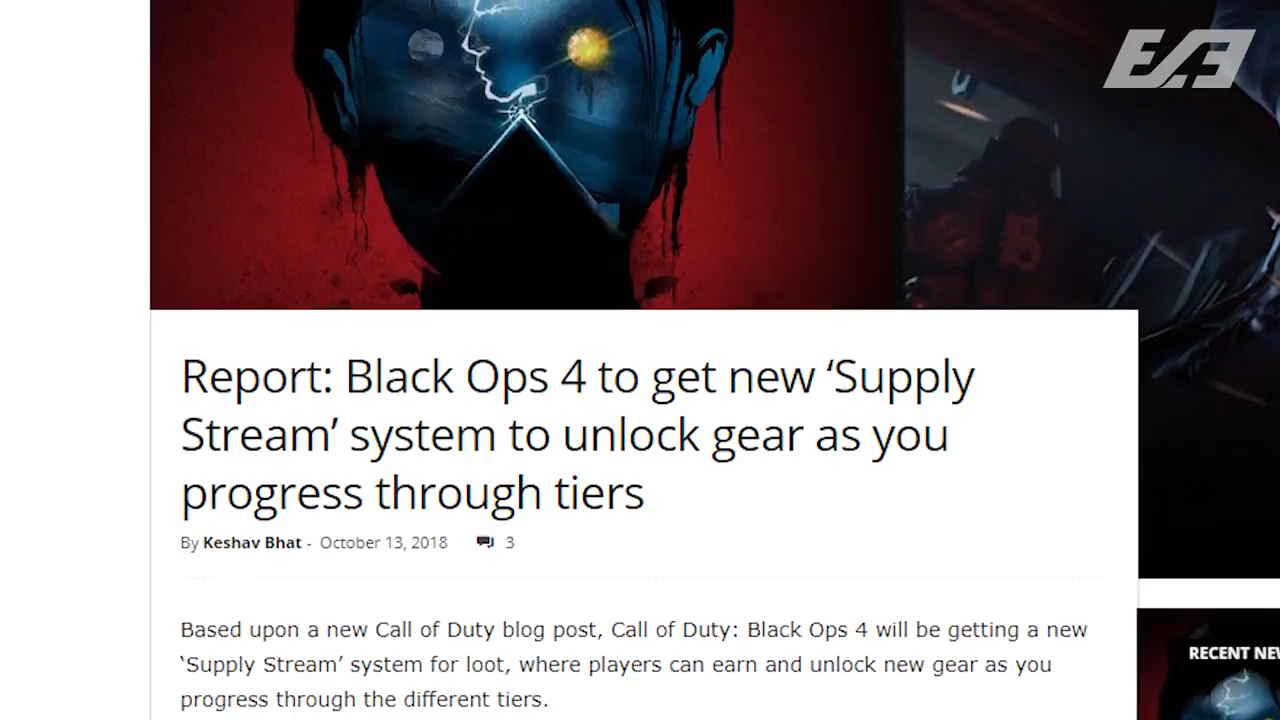 Report: Black Ops 4 to get new ‘Supply
Stream’ system to unlock gear as you
progress through tiers
By Keshav Bhat - October 13, 2018 3
Based upon a new Call of Duty blog post, Call of Duty: Black Ops 4 will be getting a new
‘Supply Stream’ system for loot, where players can earn and unlock new gear as you
progress through the different tiers.
RECENT NE